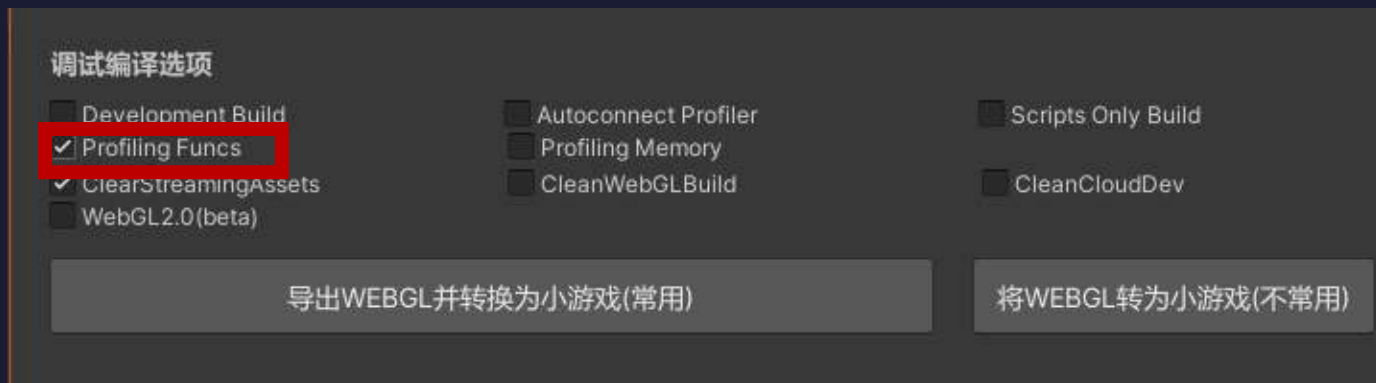 调试编译选项
Development Build Autoconnect Profiler Scripts Only Build
Profiling Funcs Profiling Memory
ClearStreamingAssets CleanWebGLBuild CleanCloudDev
WebGL2.0(beta)
导出WEBGL并转换为小游戏(常用) 将WEBGL转为小游戏(不常用)